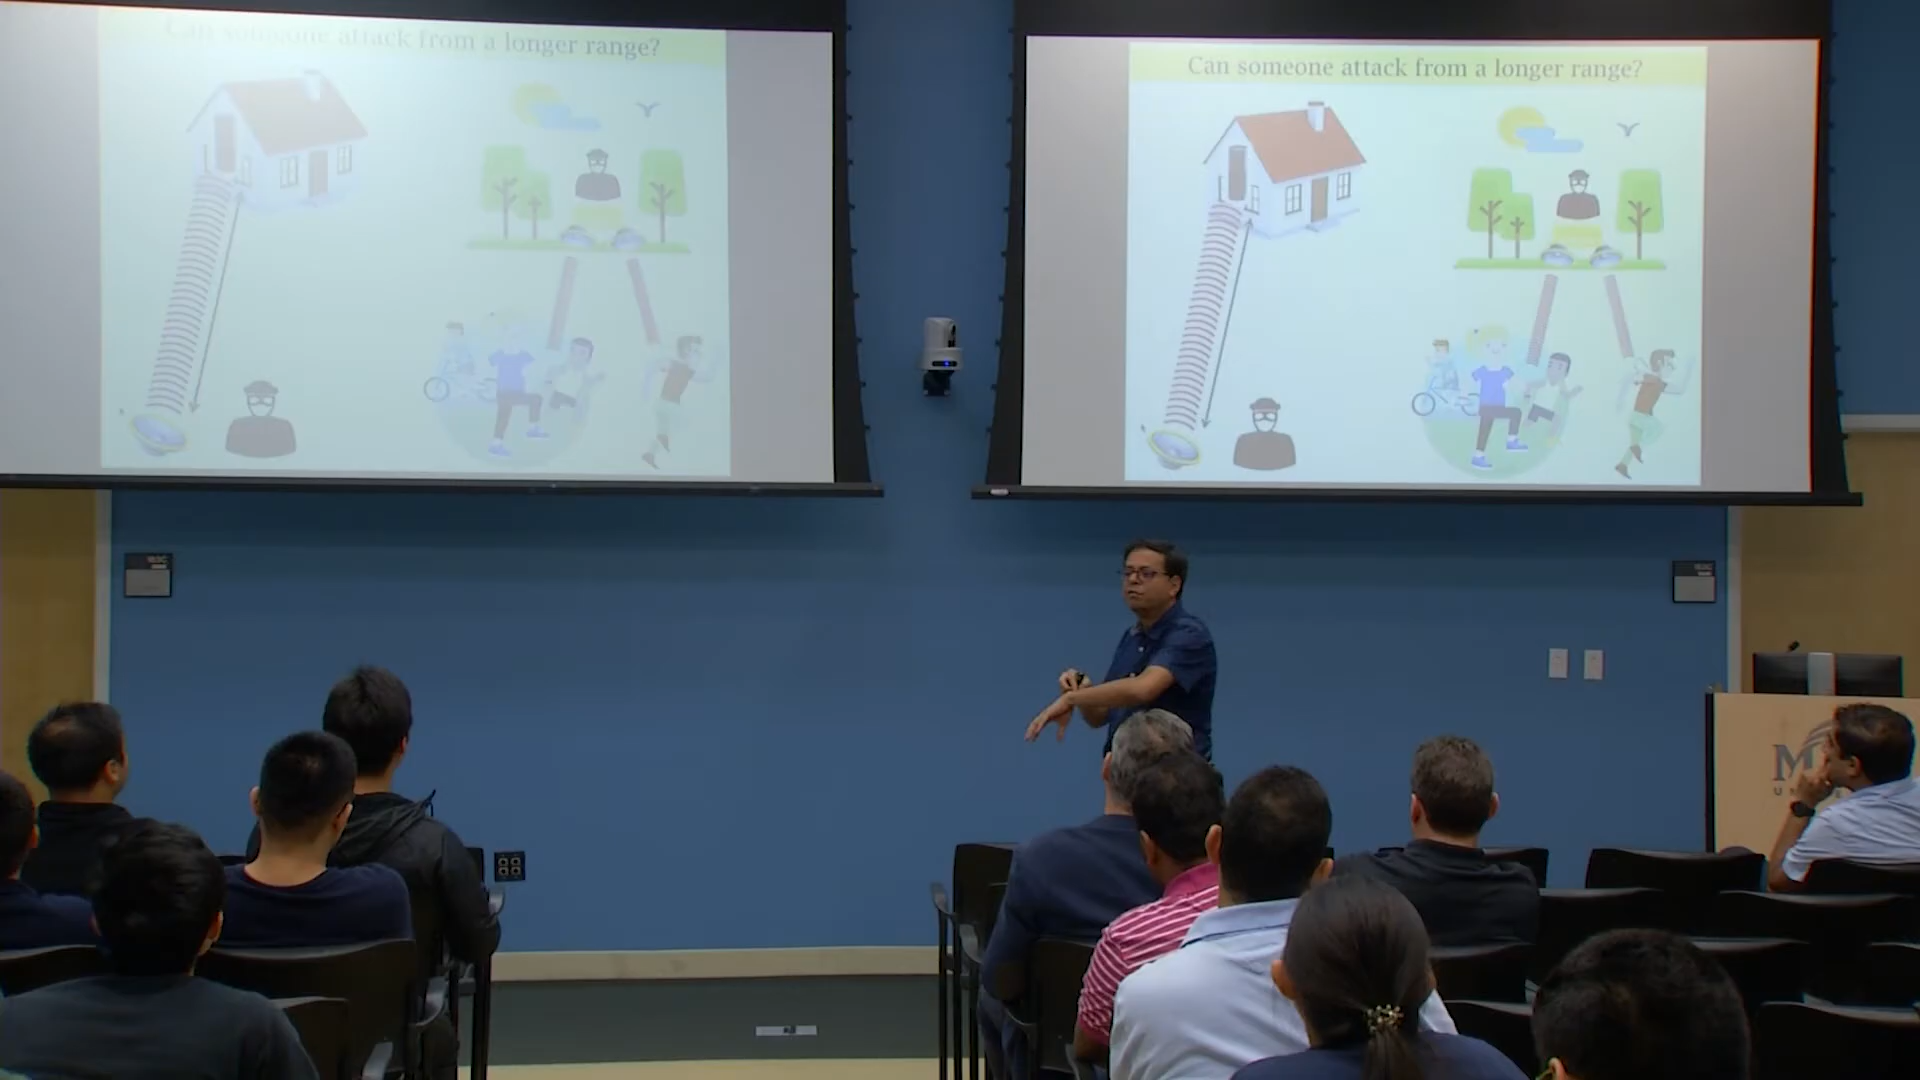 Can someone attack from a longer range?
Can someone attack from a longer range?
M
U